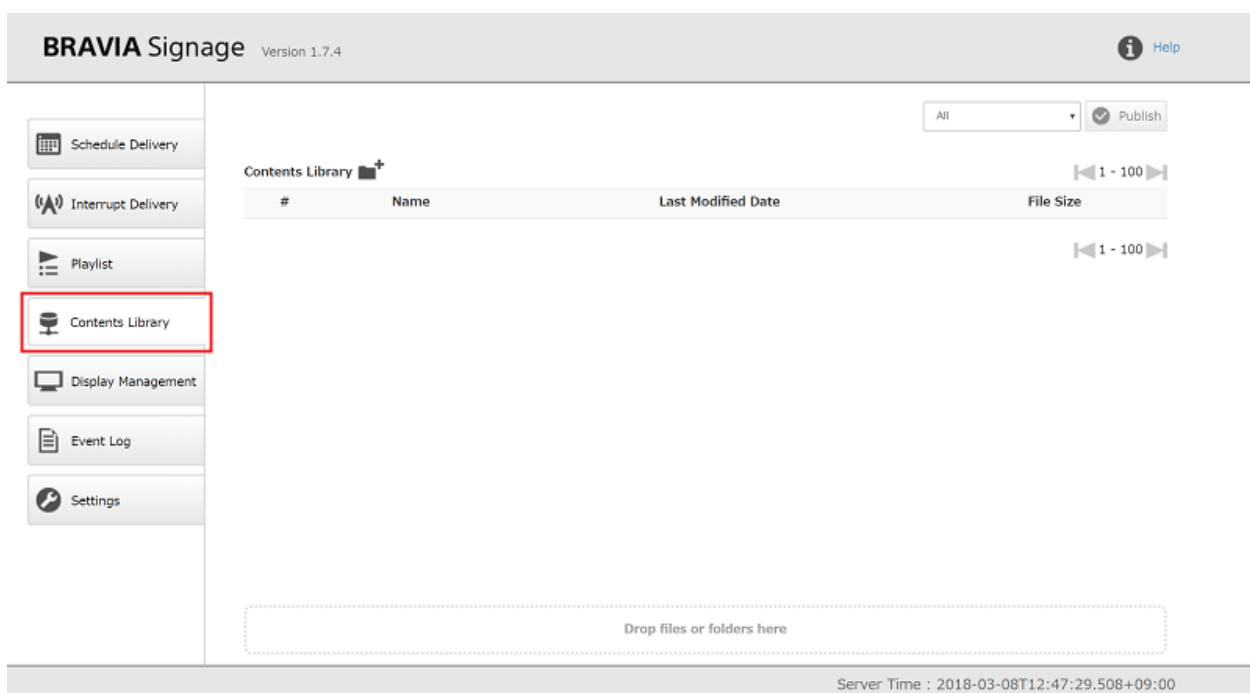 BRAVIA Signage Version 1.7.4
Help
All
Publish
Schedule Delivery
Interrupt Delivery
Playlist
Contents Library
Display Management
Event Log
Settings
Contents Library
1 - 100
# Name Last Modified Date File Size
1 - 100
Drop files or folders here
Server Time : 2018-03-08T12:47:29.508+09:00